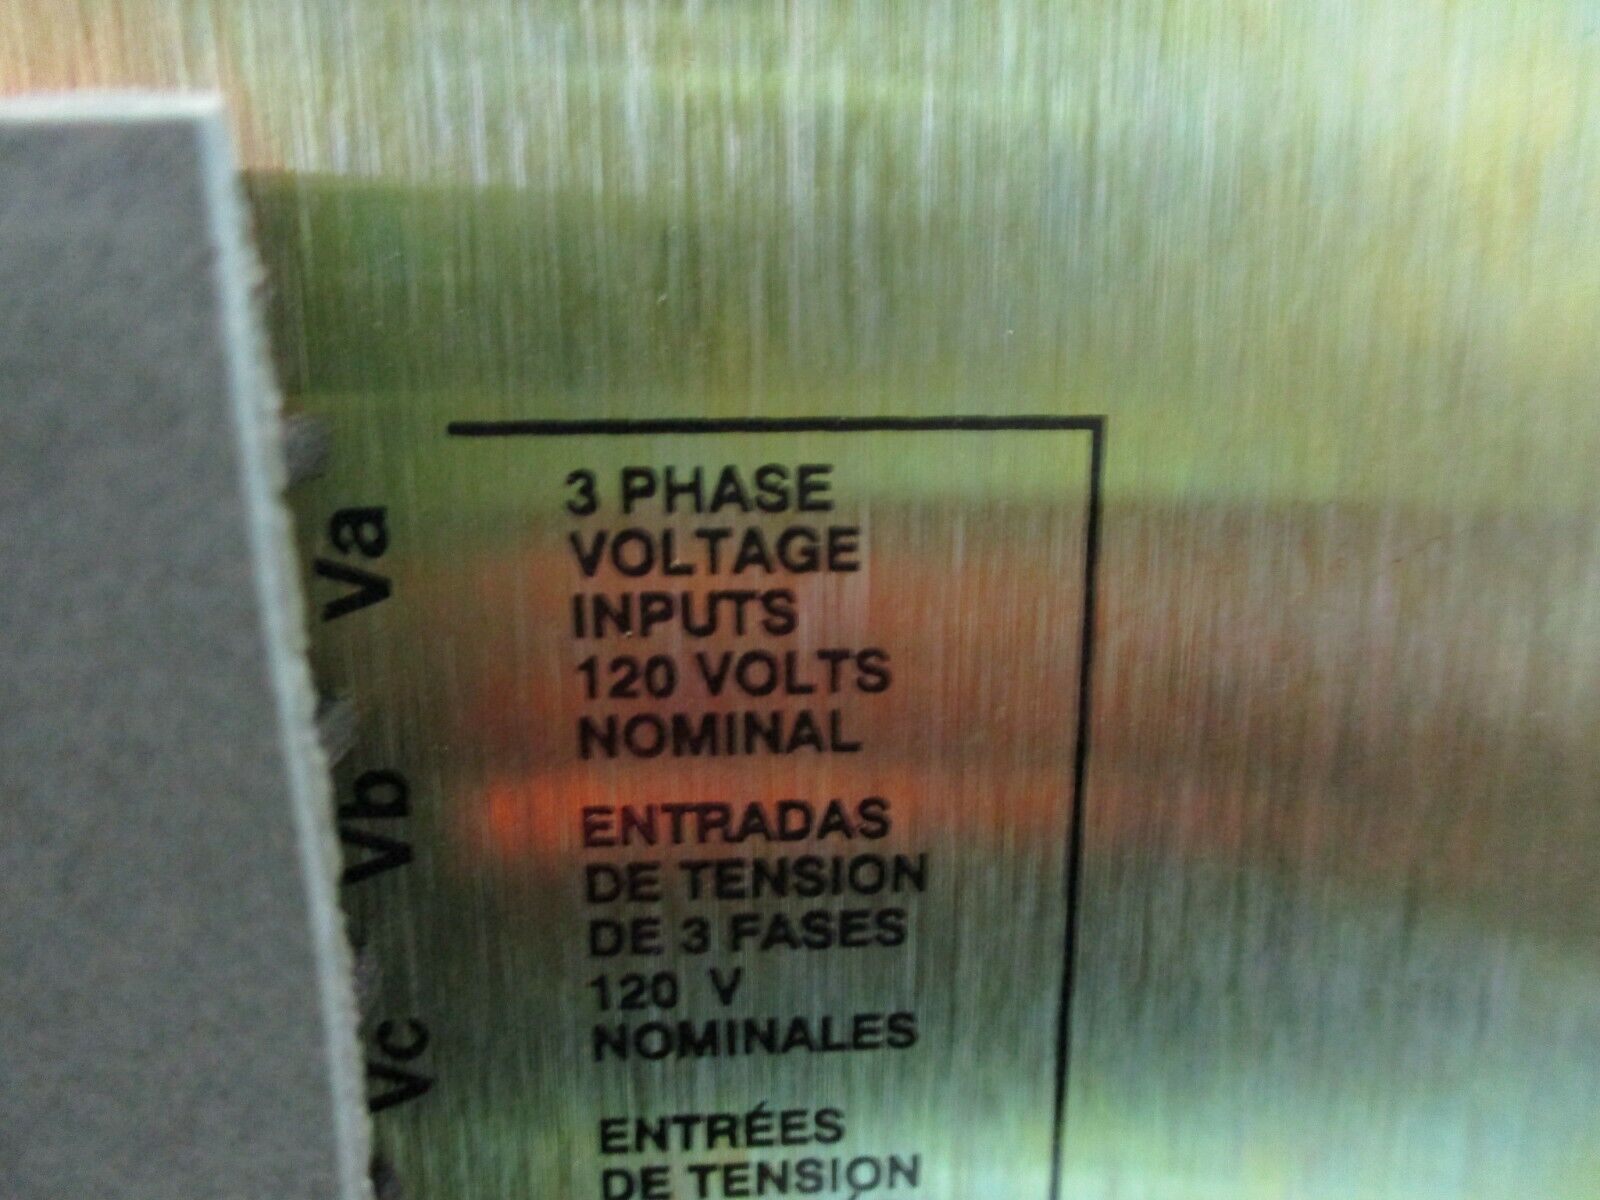 Va
Vb
Vc
3 PHASE
VOLTAGE
INPUTS
120 VOLTS
NOMINAL
ENTRADAS
DE TENSION
DE 3 FASES
120 V
NOMINALES
ENTRÉES
DE TENSION